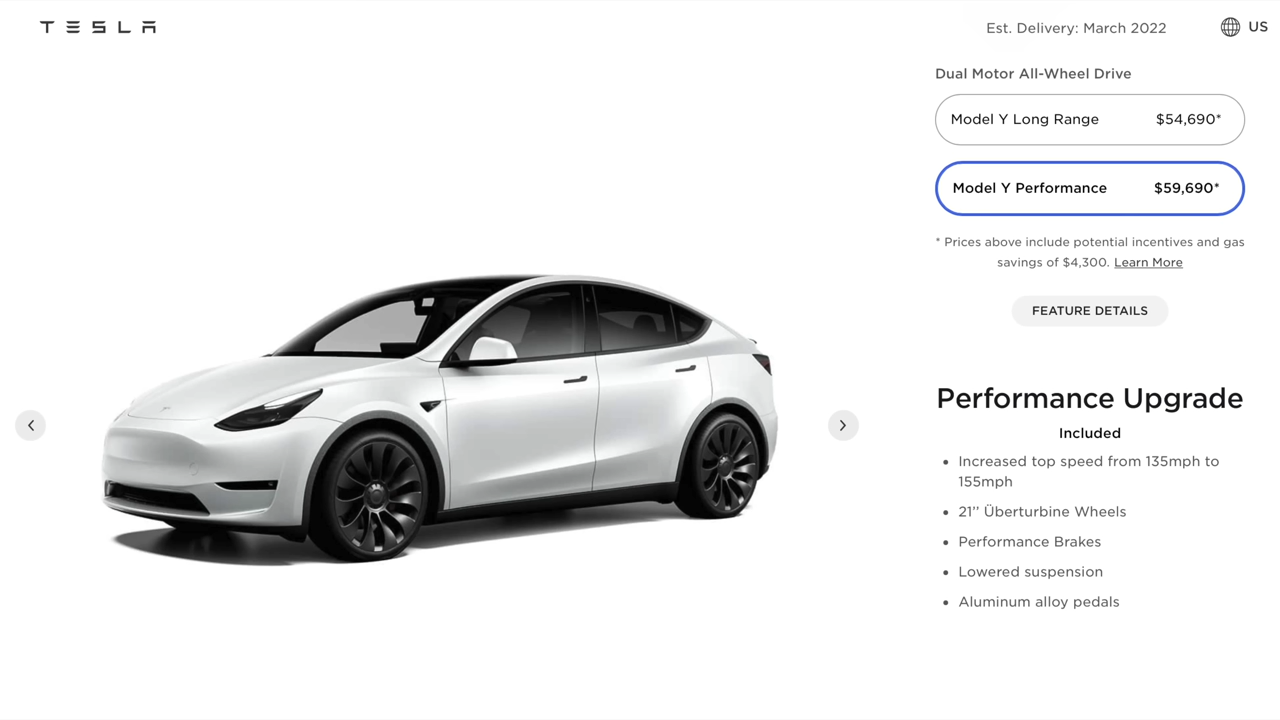 TESLA
Est. Delivery: March 2022
US
Dual Motor All-Wheel Drive
Model Y Long Range $54,690*
Model Y Performance $59,690*
* Prices above include potential incentives and gas
savings of $4,300. Learn More
FEATURE DETAILS
Performance Upgrade
Included
• Increased top speed from 135mph to
155mph
• 21’’ Überturbine Wheels
• Performance Brakes
• Lowered suspension
• Aluminum alloy pedals